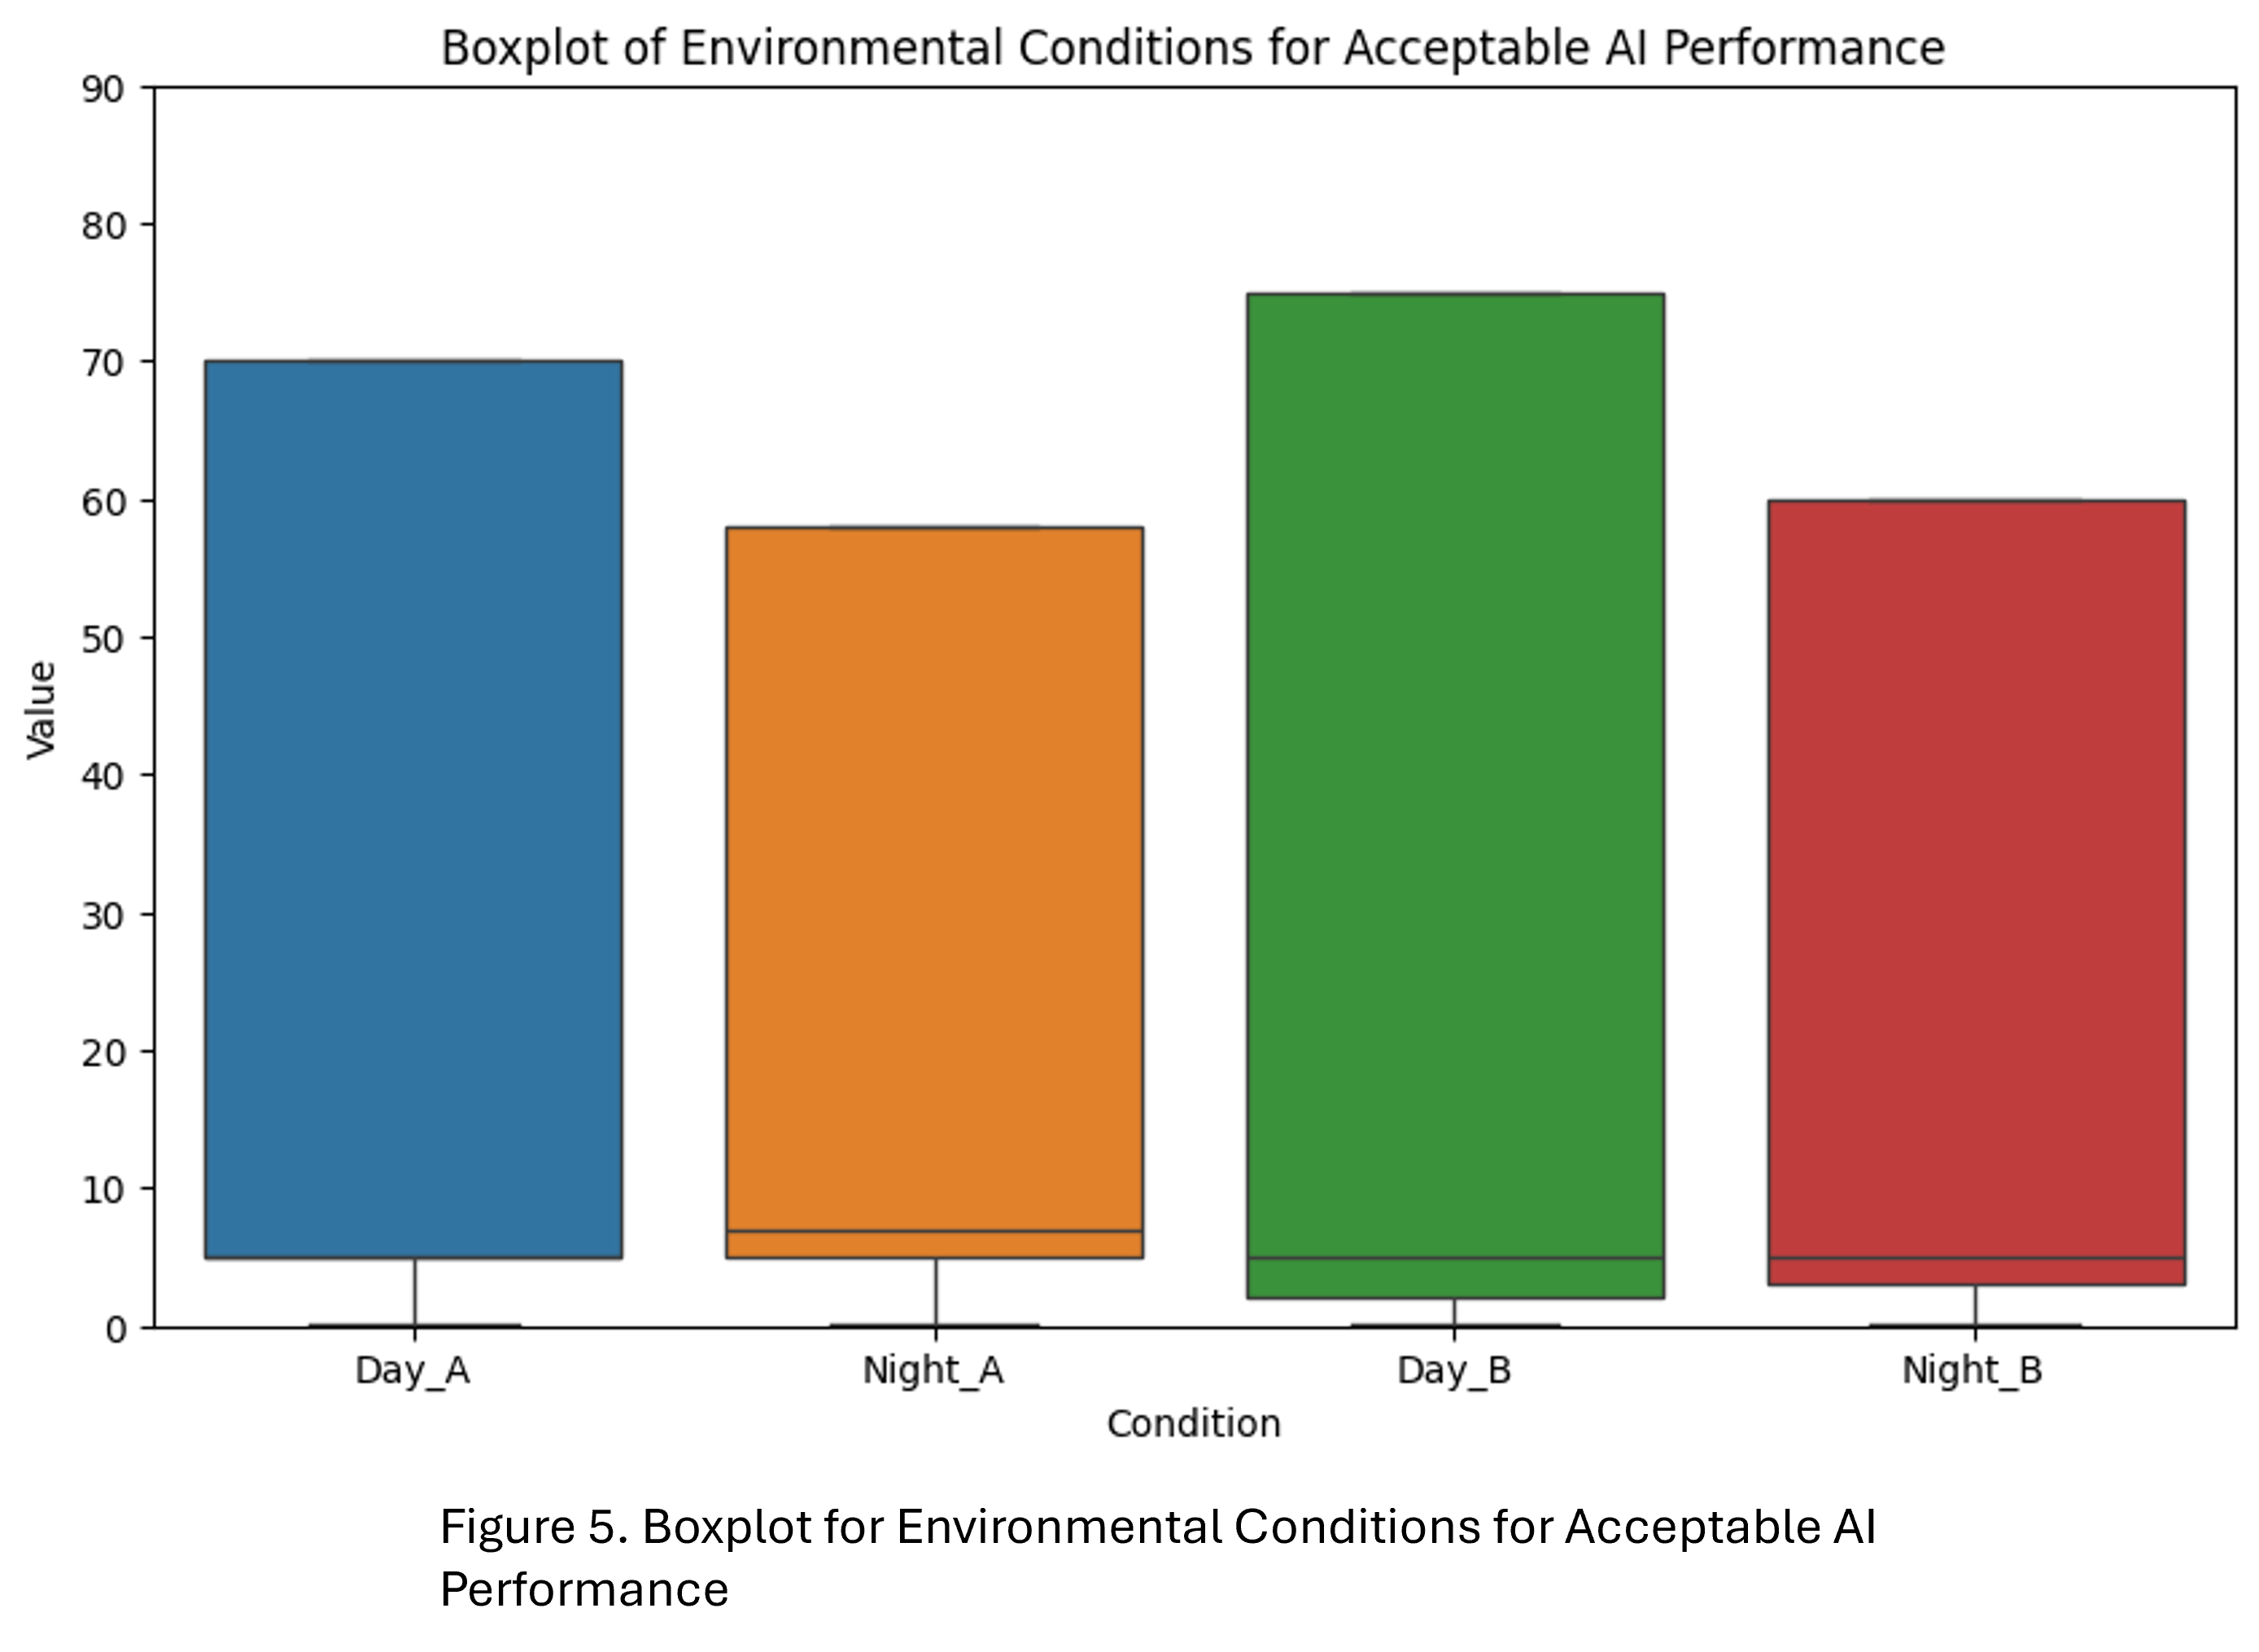 Boxplot of Environmental Conditions for Acceptable AI Performance
90
80
70
60
50
40
30
20
10
0
Value
Day_A Night_A Day_B Night_B
Condition
Figure 5. Boxplot for Environmental Conditions for Acceptable AI
Performance